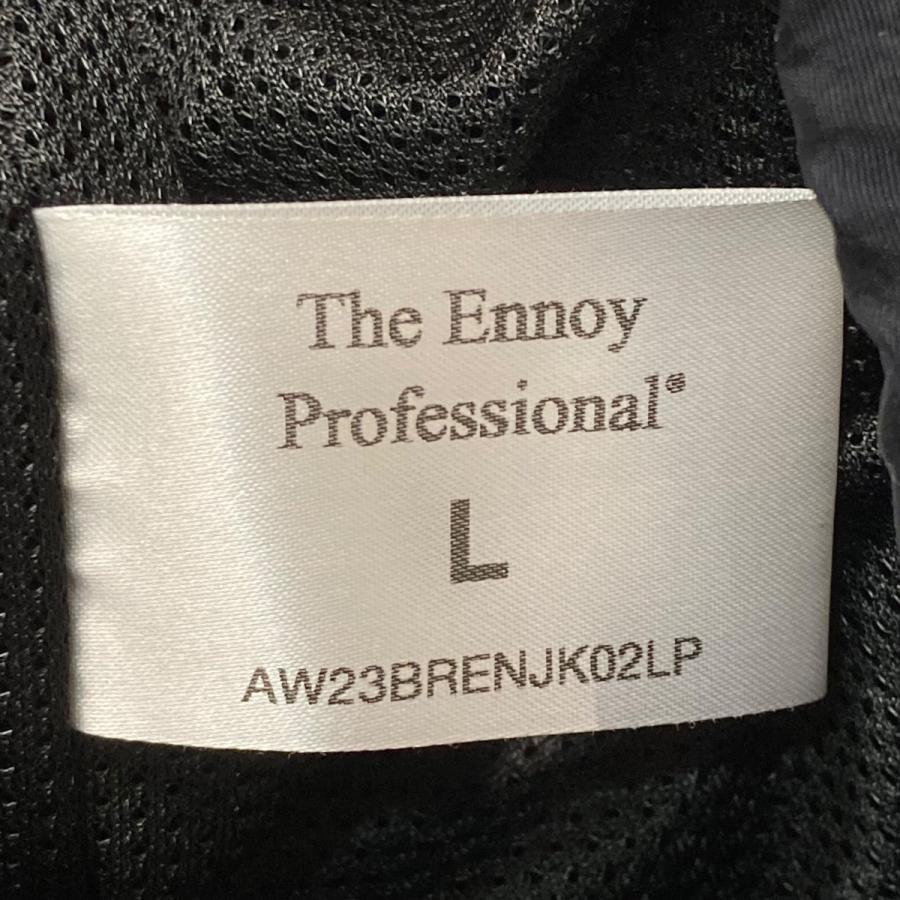 The Ennoy
Professional®
L
AW23BRENJK02LP